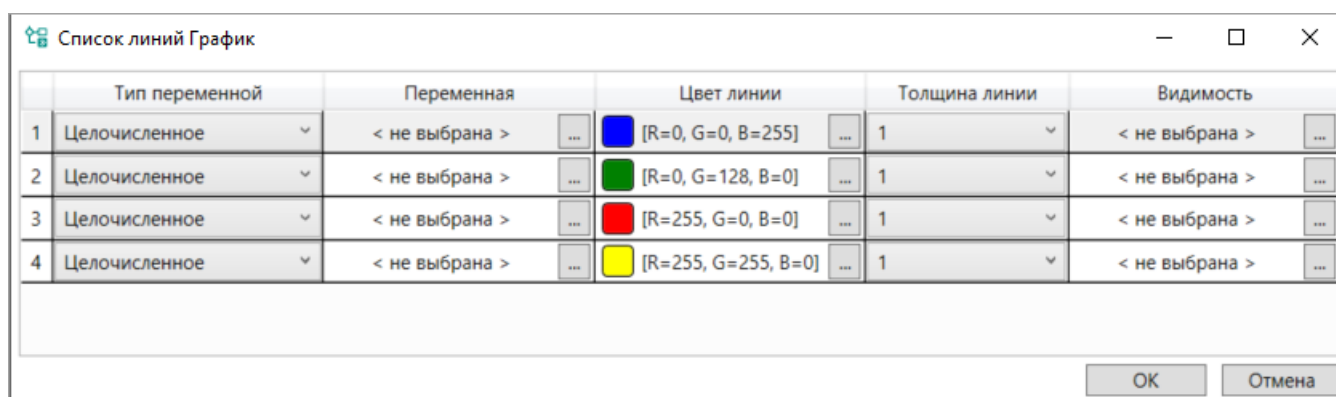 Список линий График
Тип переменной Переменная Цвет линии Толщина линии Видимость
1 Целочисленное < не выбрана > ... [R=0, G=0, B=255] ... 1 < не выбрана > ...
2 Целочисленное < не выбрана > ... [R=0, G=128, B=0] ... 1 < не выбрана > ...
3 Целочисленное < не выбрана > ... [R=255, G=0, B=0] ... 1 < не выбрана > ...
4 Целочисленное < не выбрана > ... [R=255, G=255, B=0] ... 1 < не выбрана > ...
OK Отмена